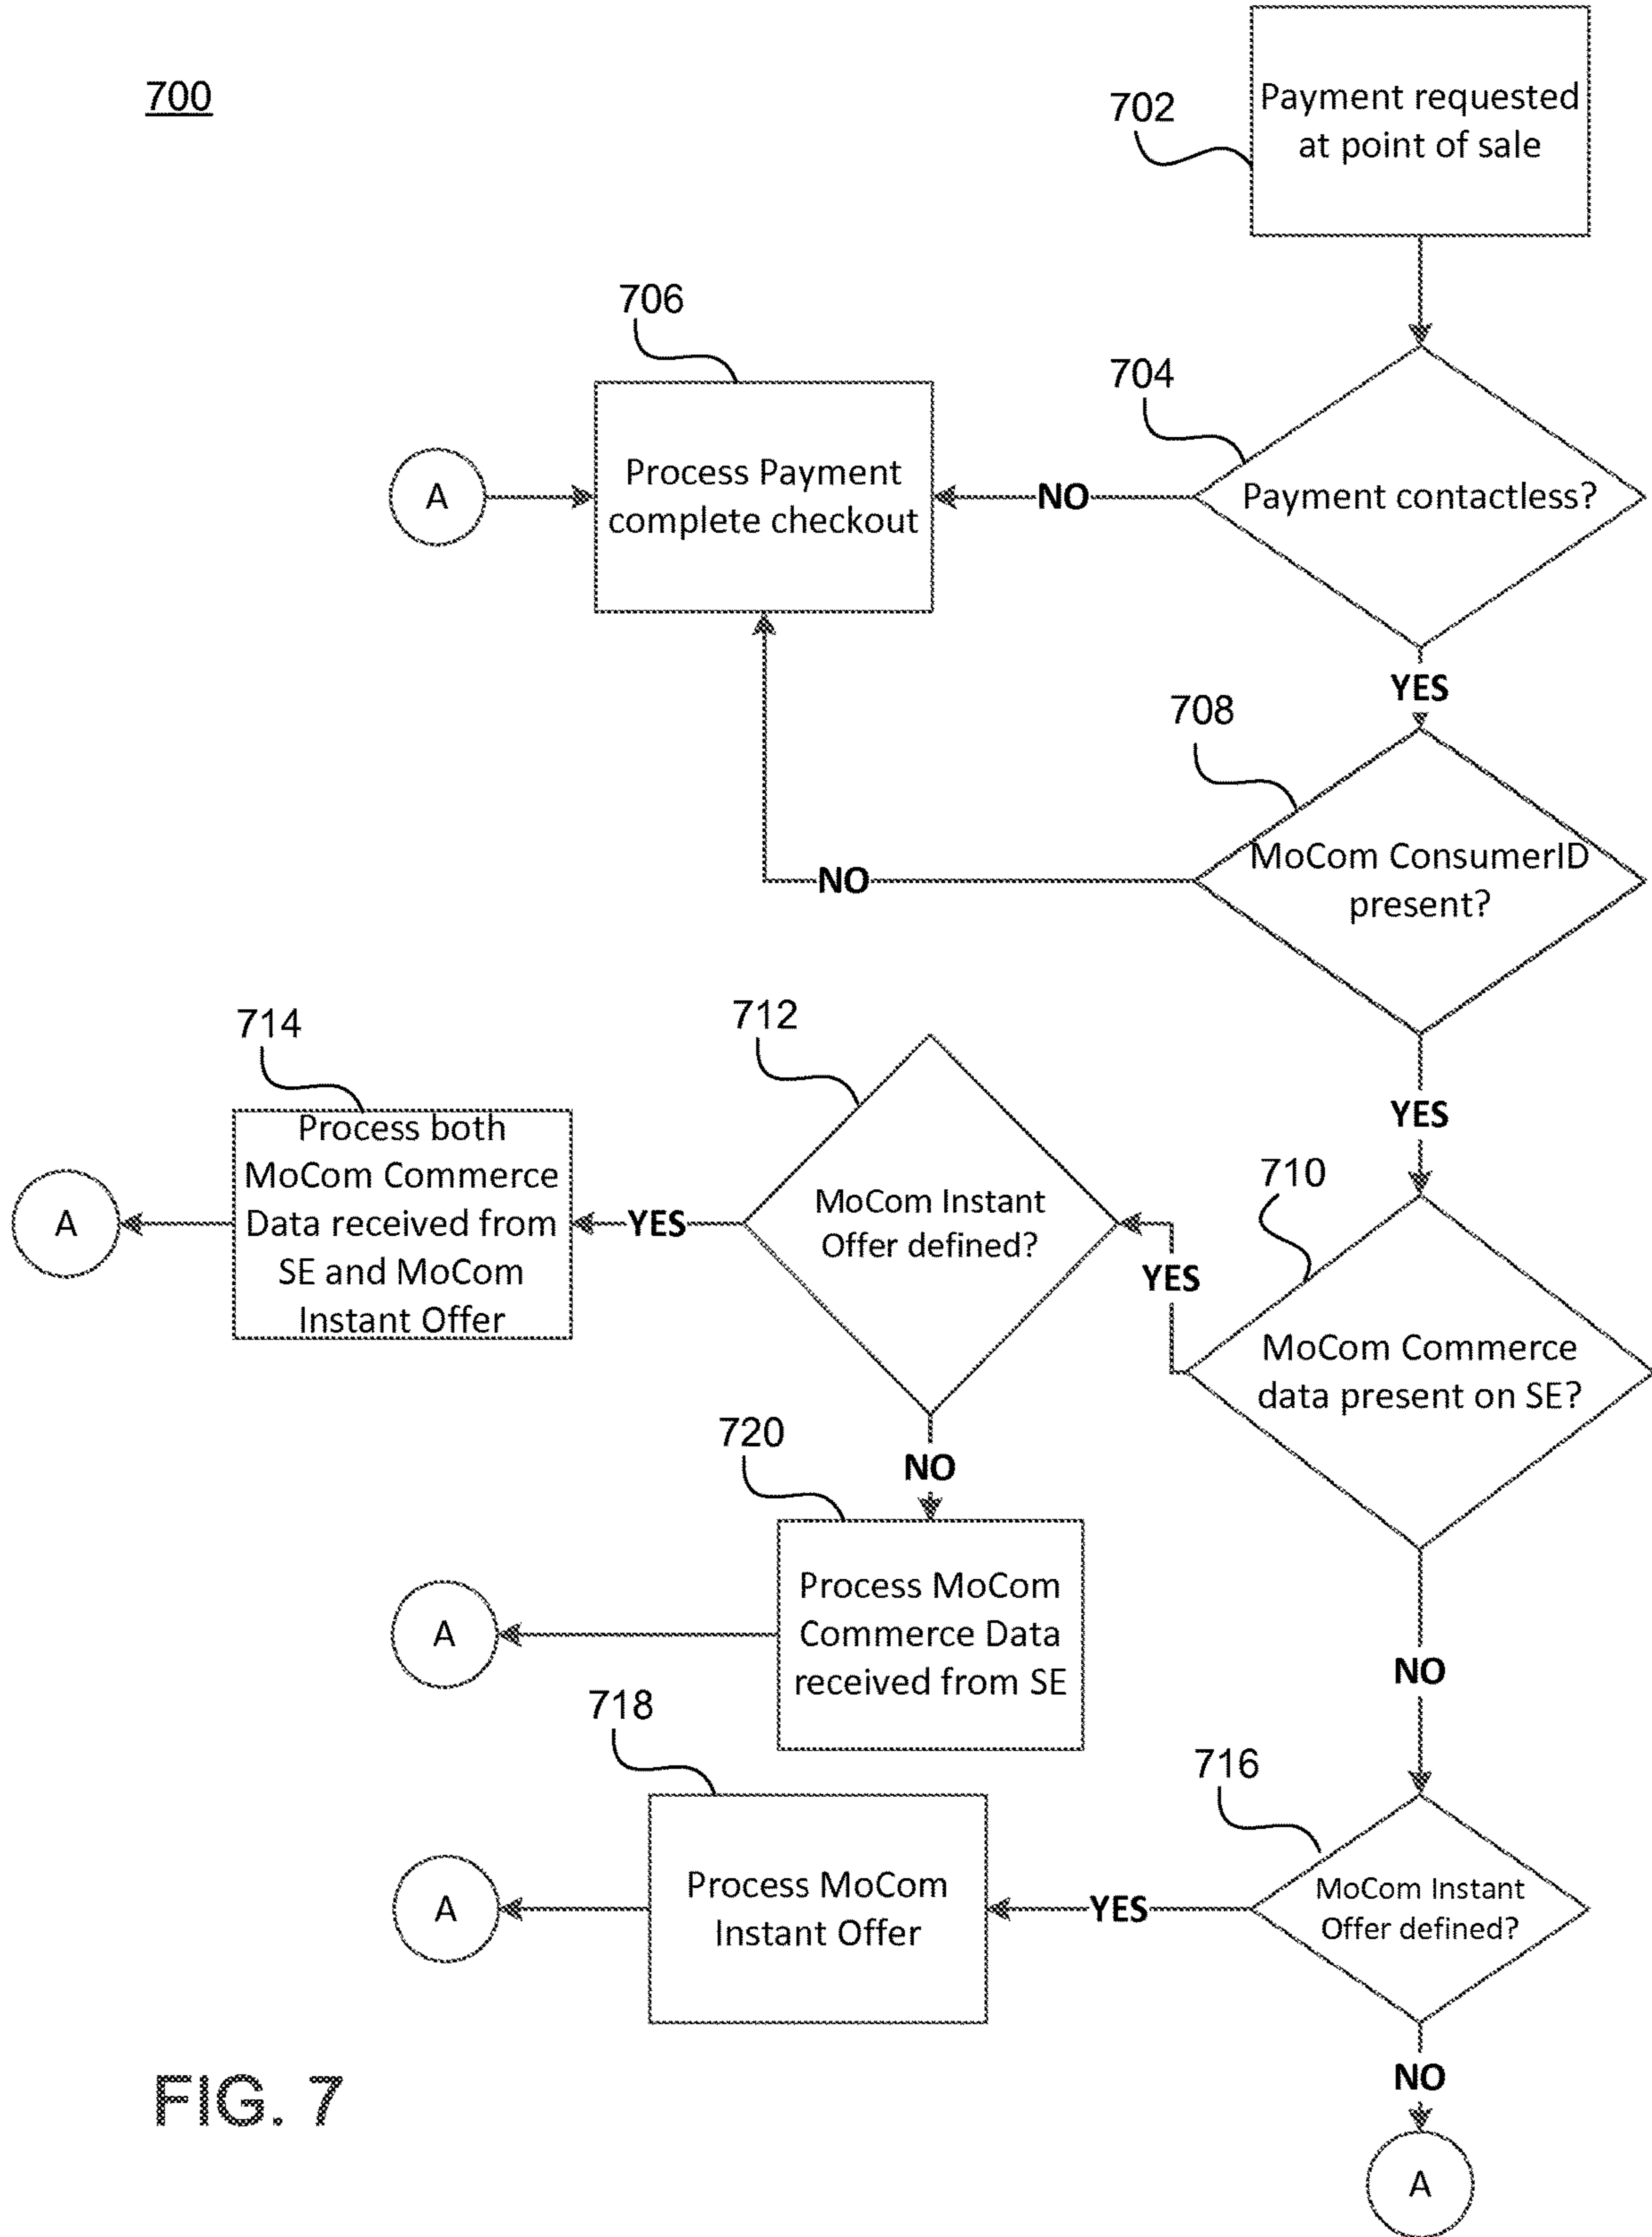 700
702
Payment requested
at point of sale
706
704
A
Process Payment
complete checkout
NO
Payment contactless?
YES
708
MoCom ConsumerID
present?
NO
YES
714
712
710
A
Process both
MoCom Commerce
Data received from
SE and MoCom
Instant Offer
YES
MoCom Instant
Offer defined?
YES
MoCom Commerce
data present on SE?
720
NO
A
Process MoCom
Commerce Data
received from SE
NO
718
716
A
Process MoCom
Instant Offer
YES
MoCom Instant
Offer defined?
NO
A
FIG. 7